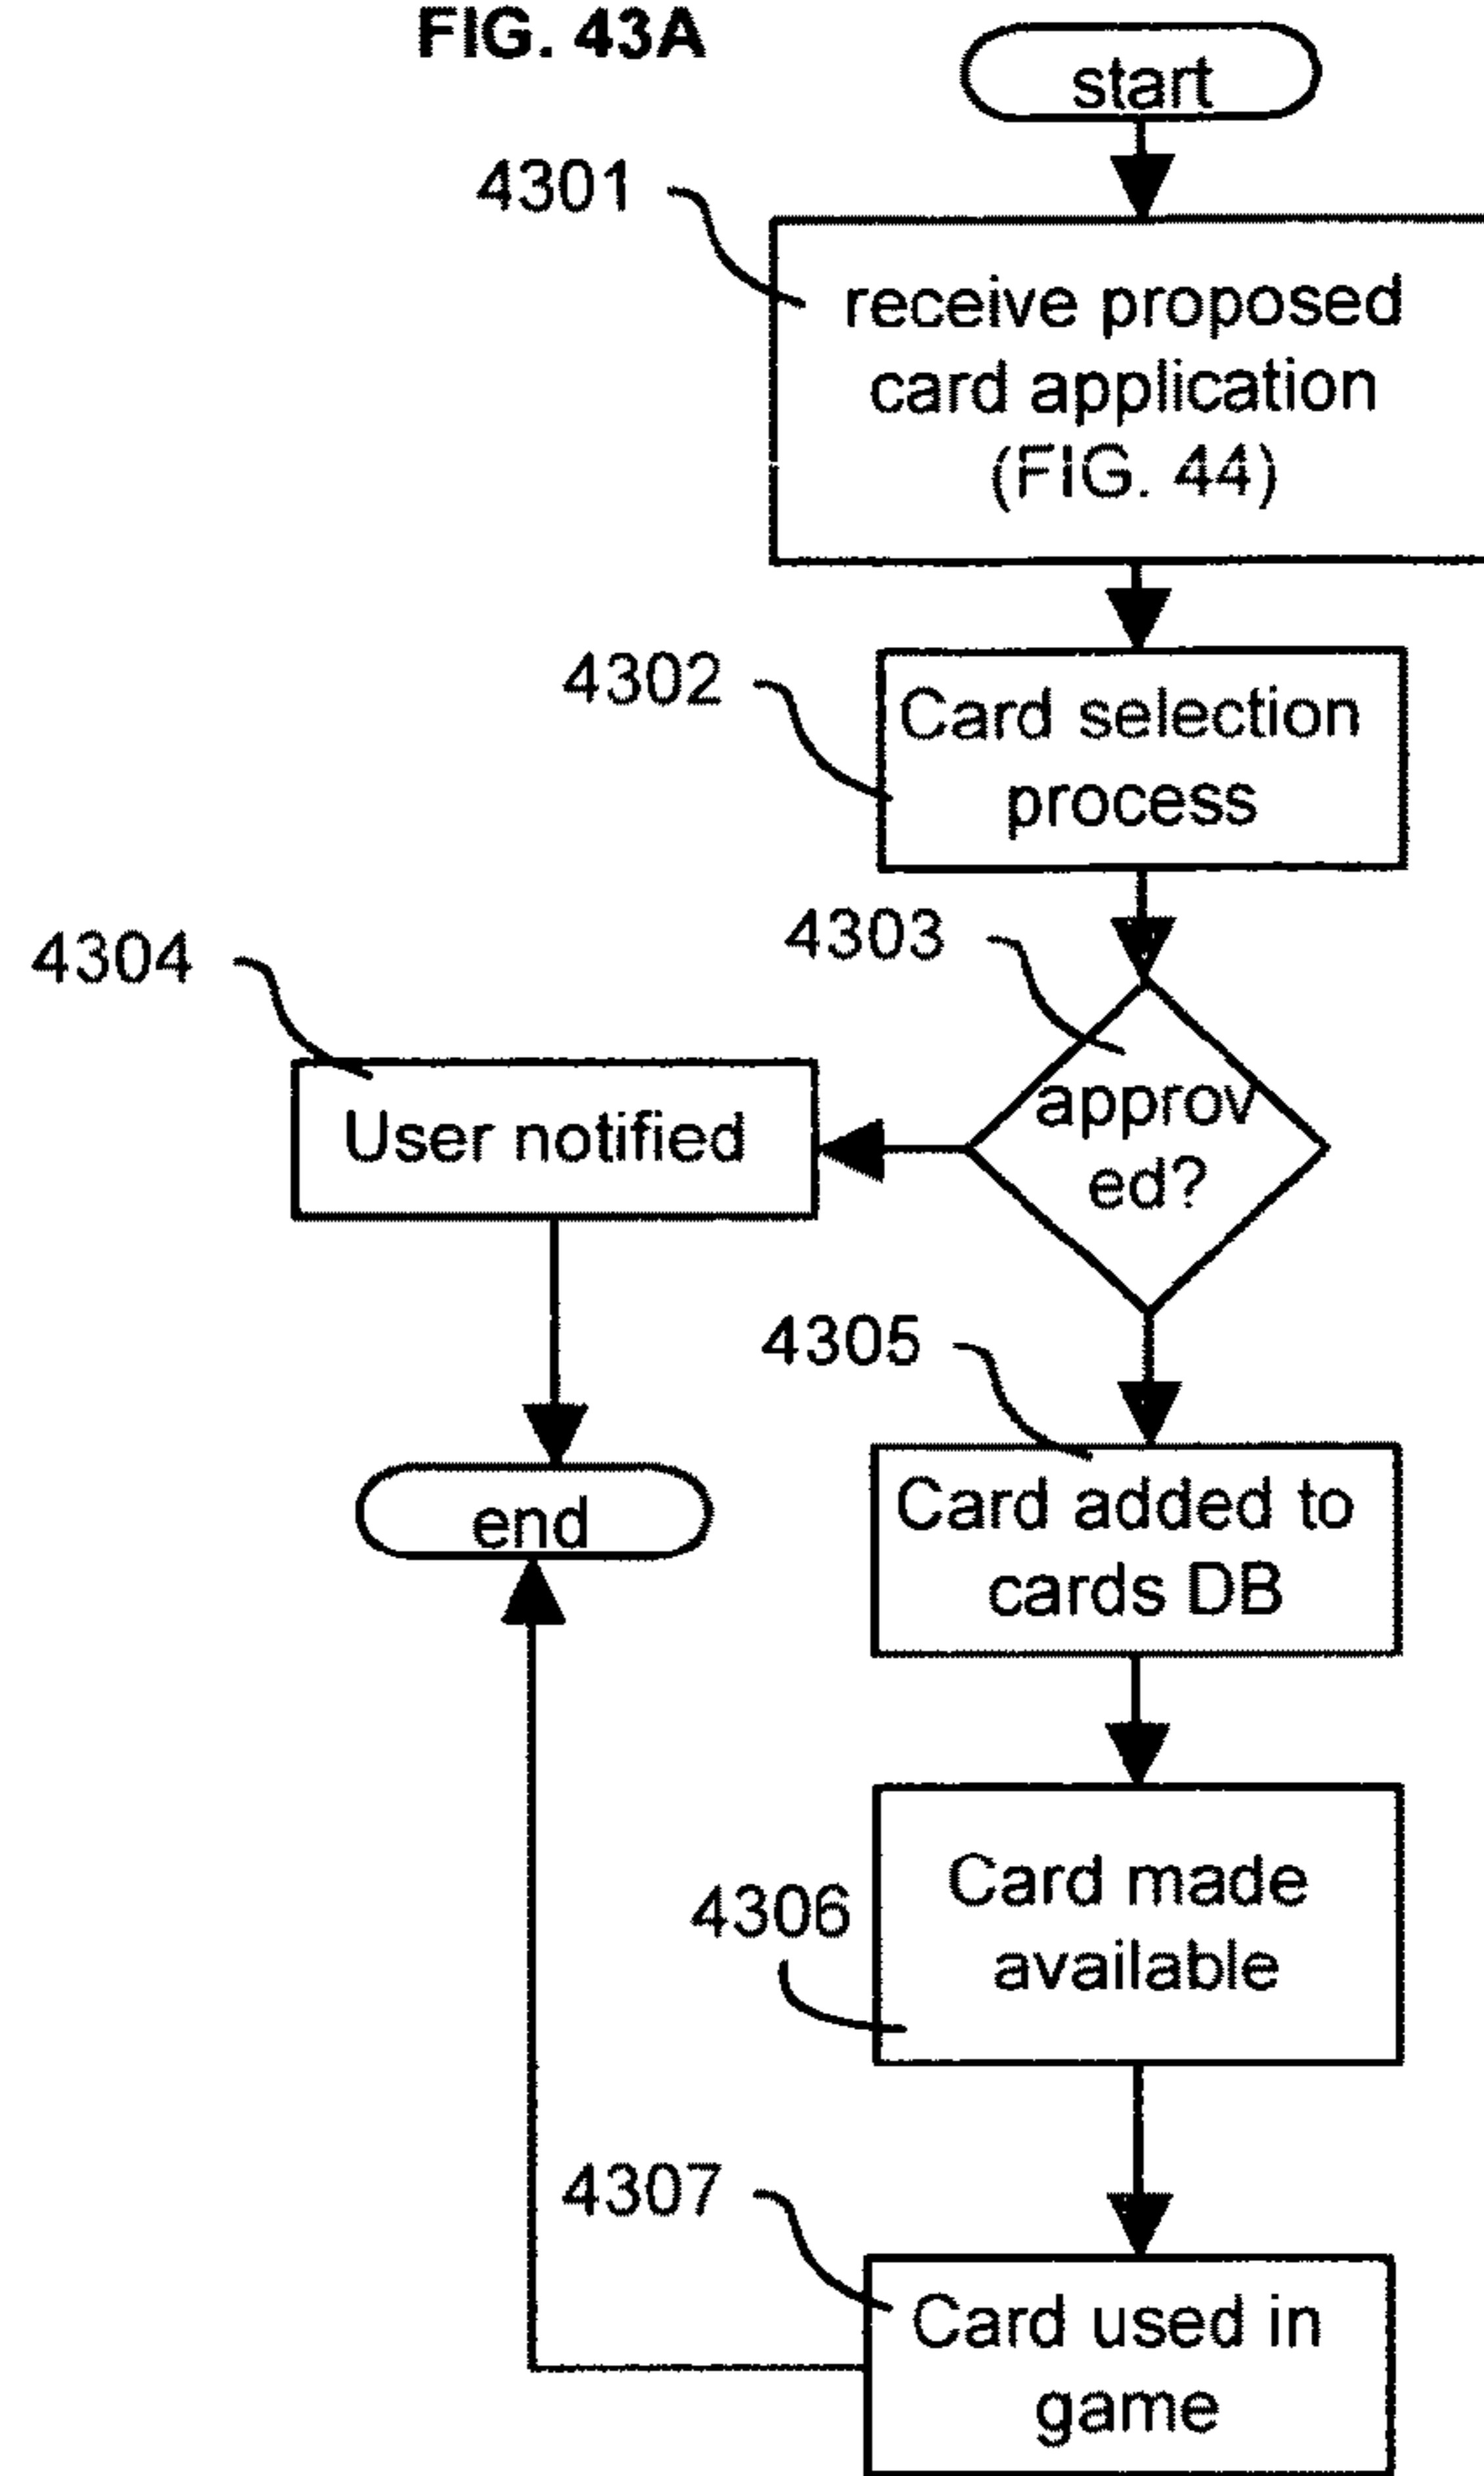 FIG. 43A
start
4301
receive proposed
card application
(FIG. 44)
4302
Card selection
process
4303
4304
approv
ed?
User notified
4305
end
Card added to
cards DB
Card made
available
4306
4307
Card used in
game